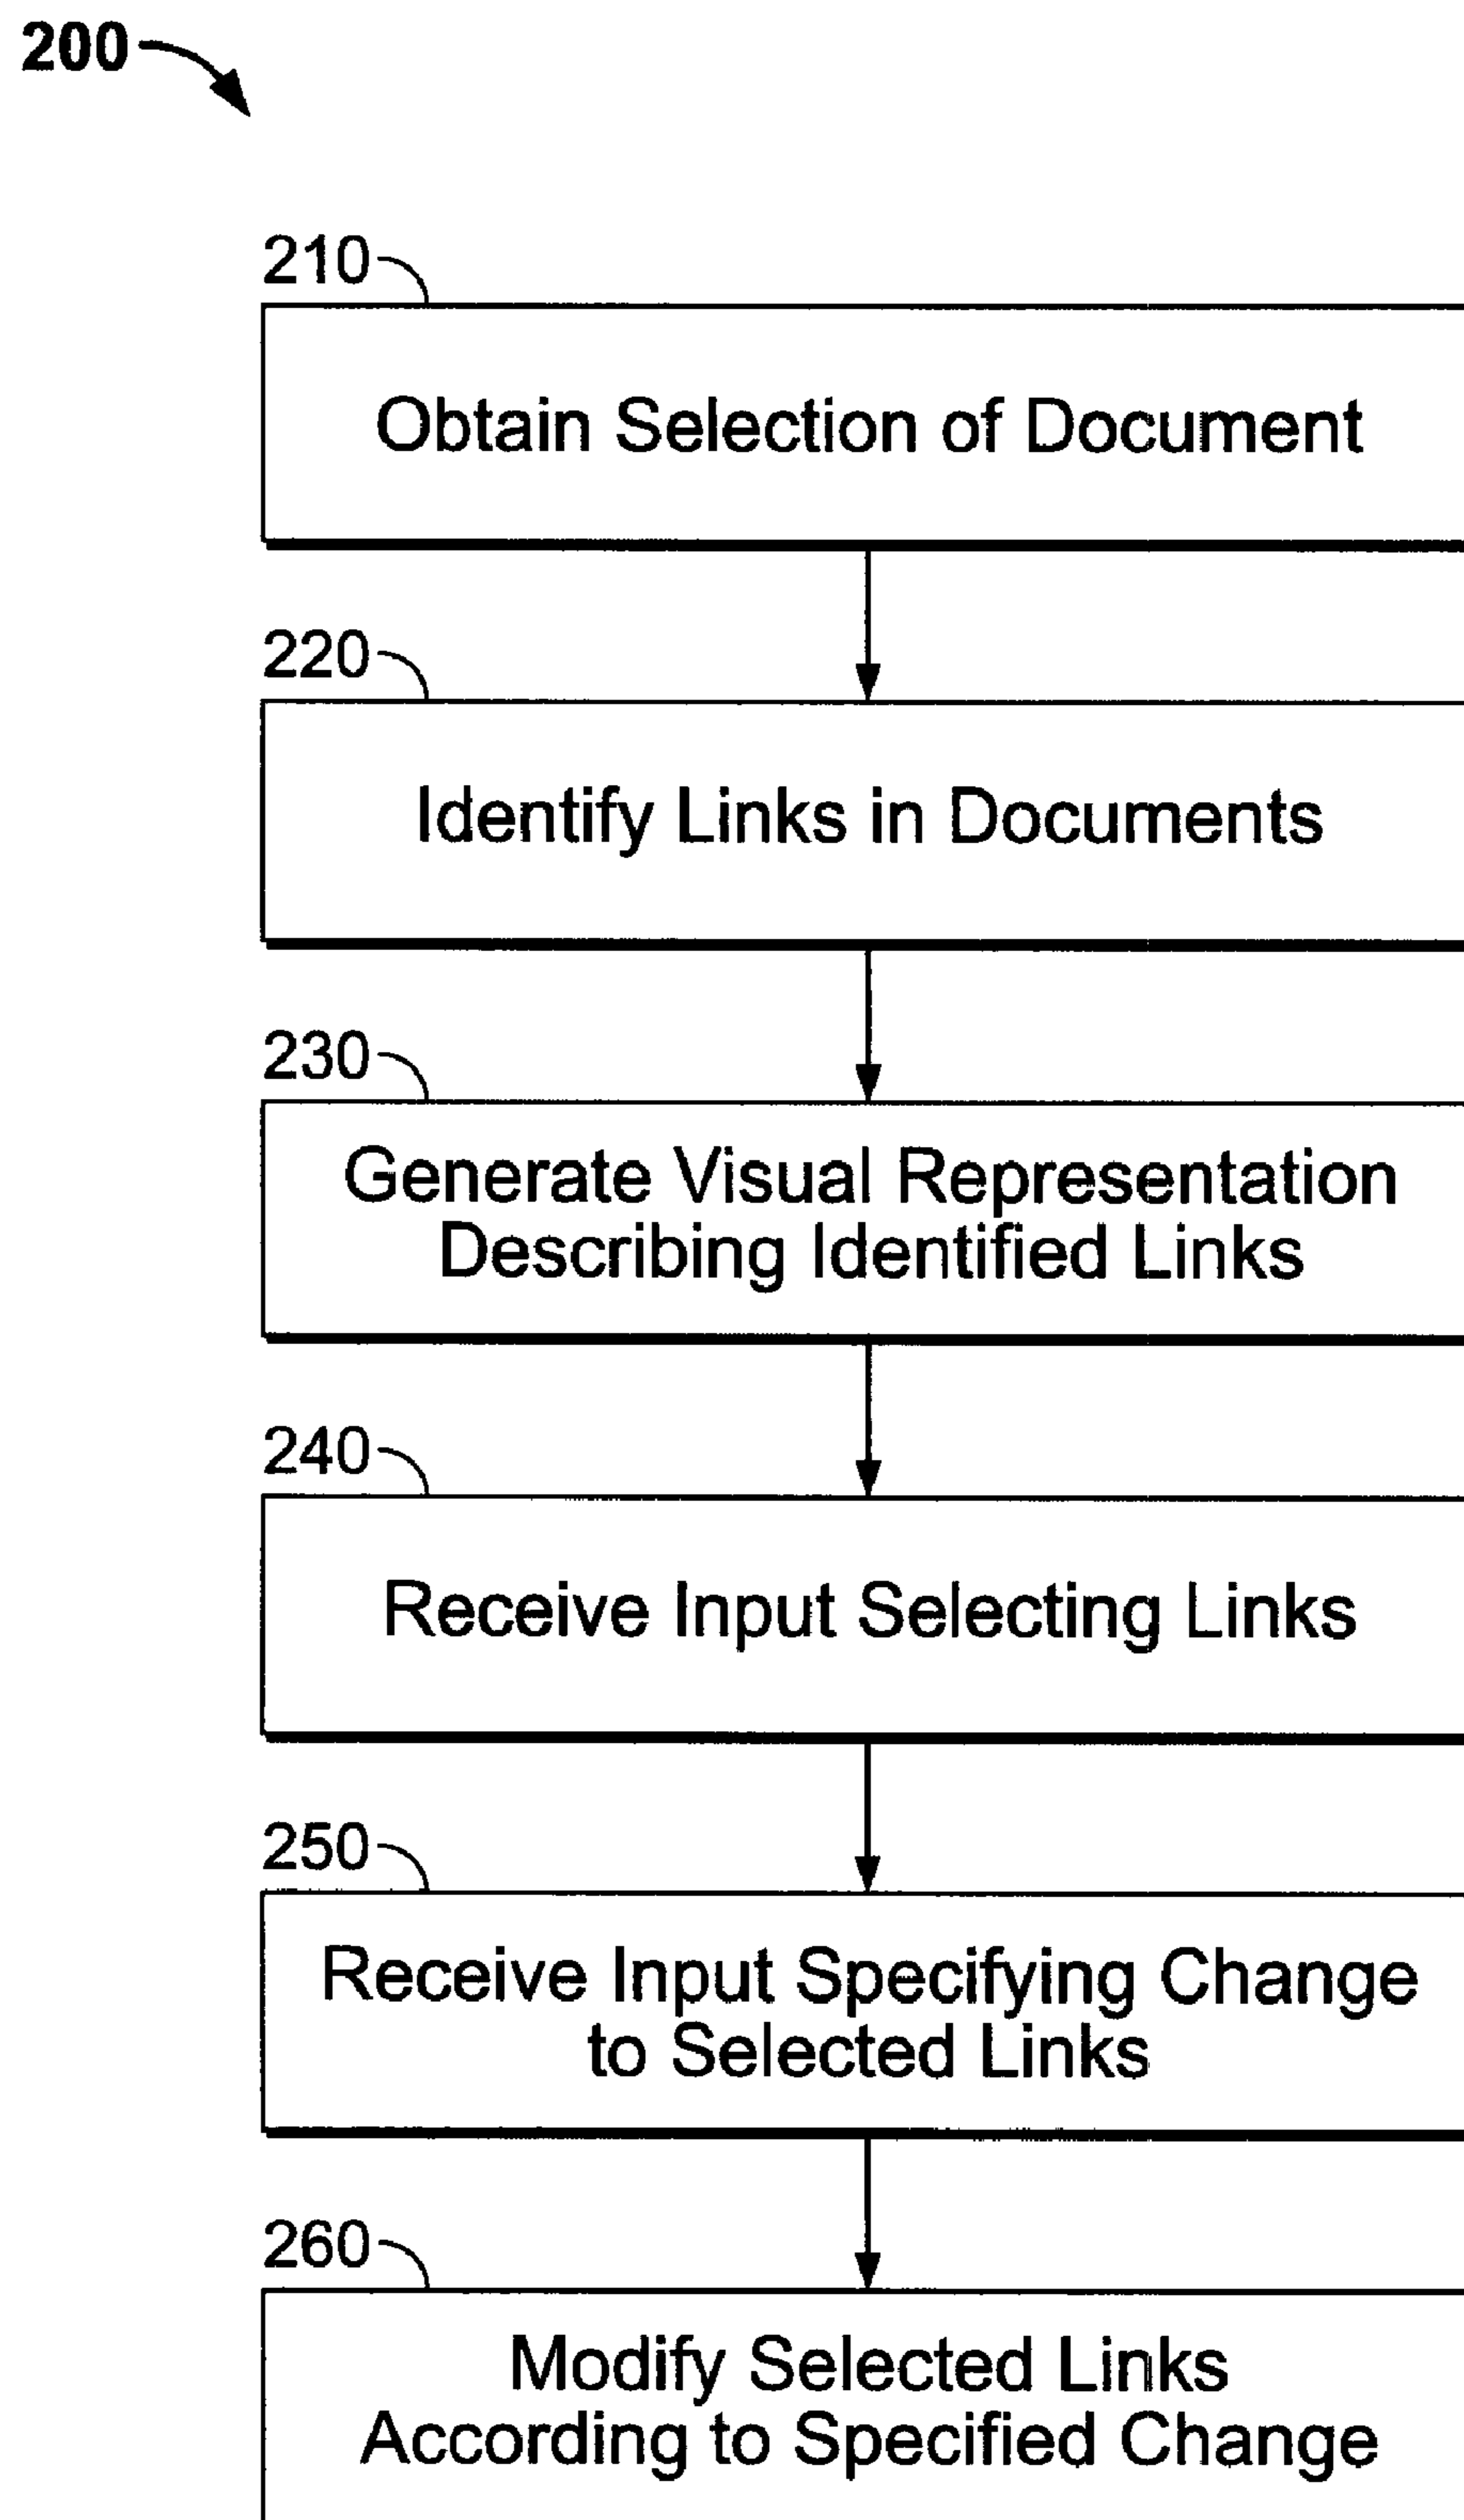 200
210
Obtain Selection of Document
220
Identify Links in Documents
230
Generate Visual Representation
Describing Identified Links
240
Receive Input Selecting Links
250
Receive Input Specifying Change
to Selected Links
260
Modify Selected Links
According to Specified Change